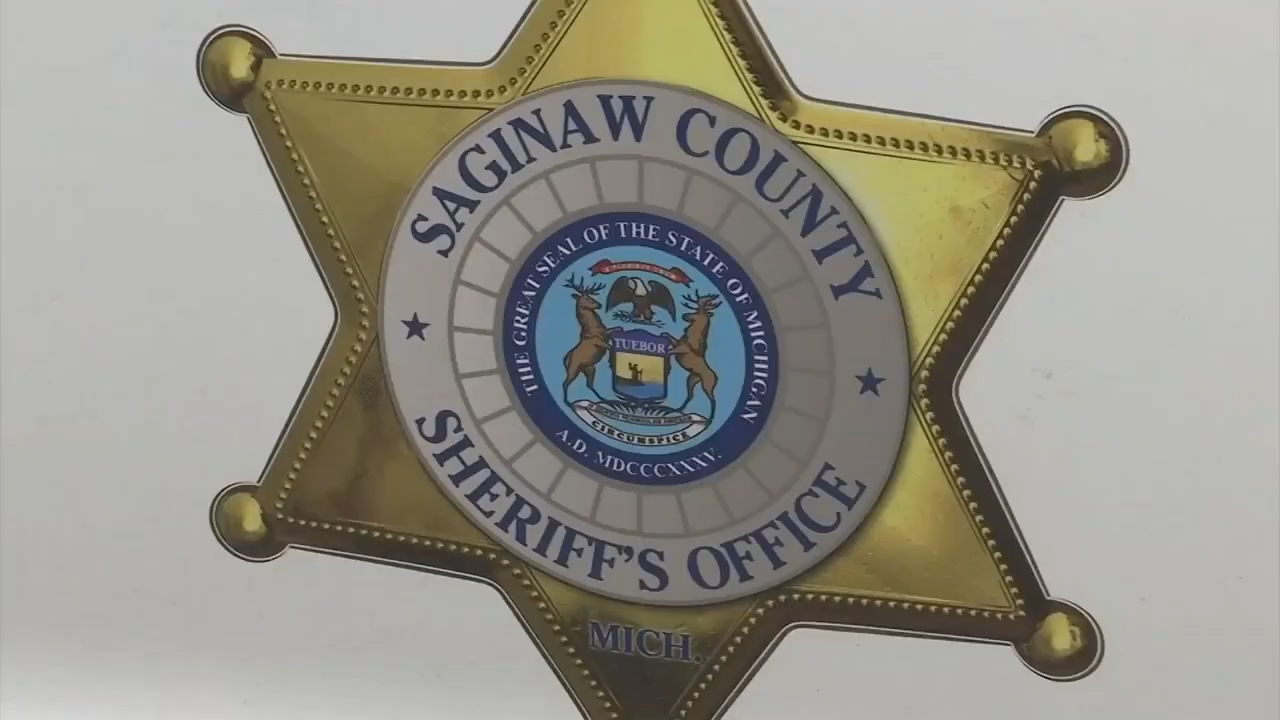 SAGINAW COUNTY
THE GREAT SEAL OF THE STATE OF MICHIGAN
TUEBOR
CIRCUMSPICE
A.D. MDCCCXXXV.
SHERIFF'S OFFICE
MICH.